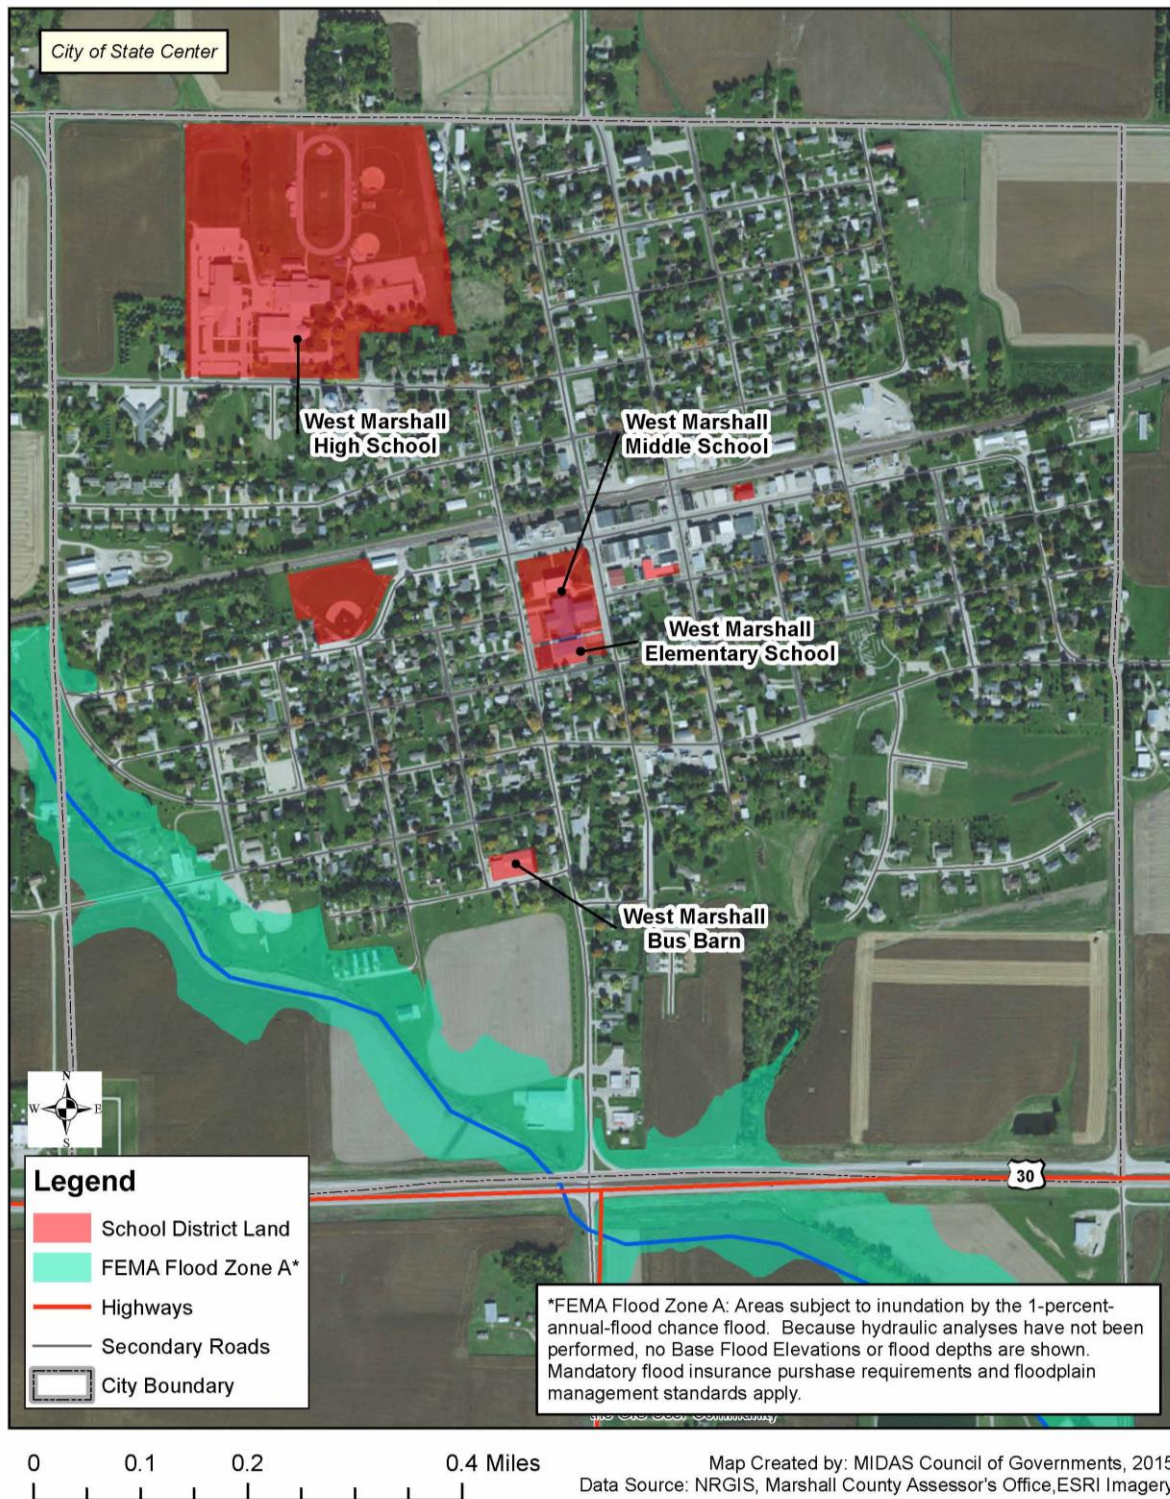 City of State Center
West Marshall
High School
West Marshall
Middle School
West Marshall
Elementary School
West Marshall
Bus Barn
N
W E
S
30
Legend
School District Land
FEMA Flood Zone A*
Highways
Secondary Roads
City Boundary
*FEMA Flood Zone A: Areas subject to inundation by the 1-percent-
annual-flood chance flood. Because hydraulic analyses have not been
performed, no Base Flood Elevations or flood depths are shown.
Mandatory flood insurance purshase requirements and floodplain
management standards apply.
0 0.1 0.2 0.4 Miles
Map Created by: MIDAS Council of Governments, 2015
Data Source: NRGIS, Marshall County Assessor's Office,ESRI Imagery